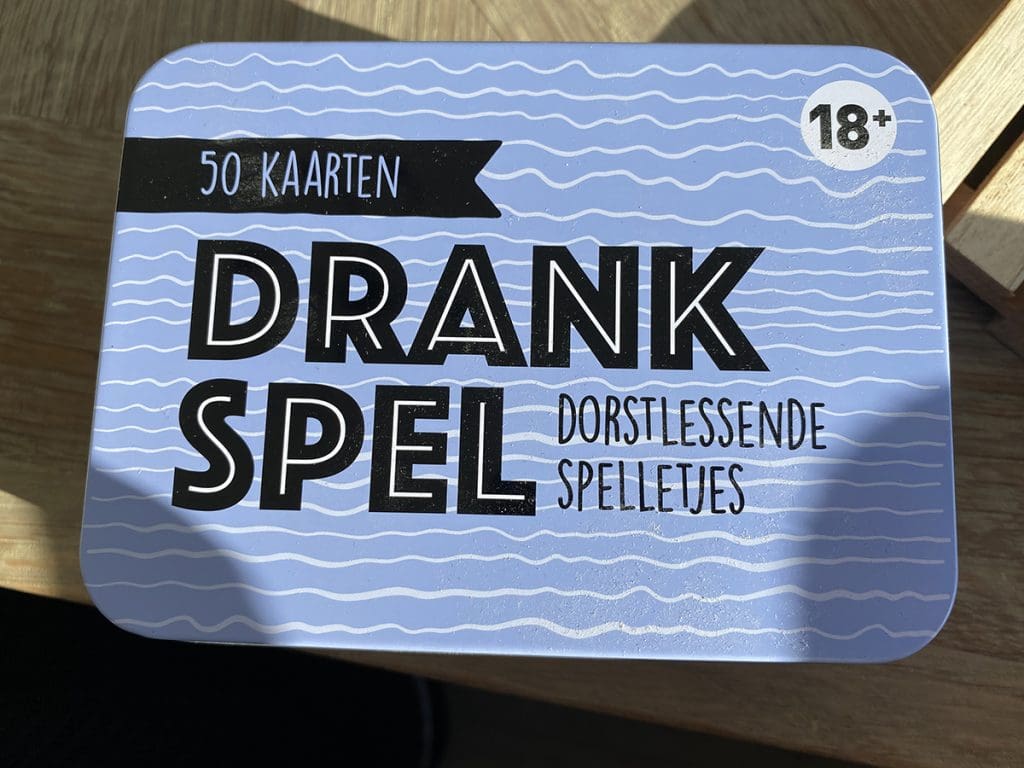 18+
50 KAARTEN
DRANK
SPEL
DORSTLESSENDE
SPELLETJES